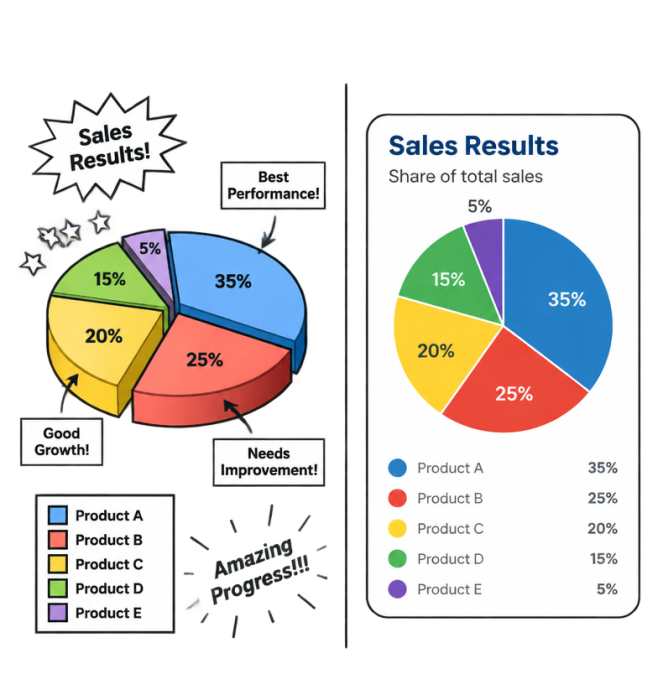 Sales
Results!
Best
Performance!
5%
15%
35%
20%
25%
Good
Growth!
Needs
Improvement!
Product A
Product B
Product C
Product D
Product E
Amazing
Progress!!!
Sales Results
Share of total sales
5%
15%
35%
20%
25%
Product A 35%
Product B 25%
Product C 20%
Product D 15%
Product E 5%